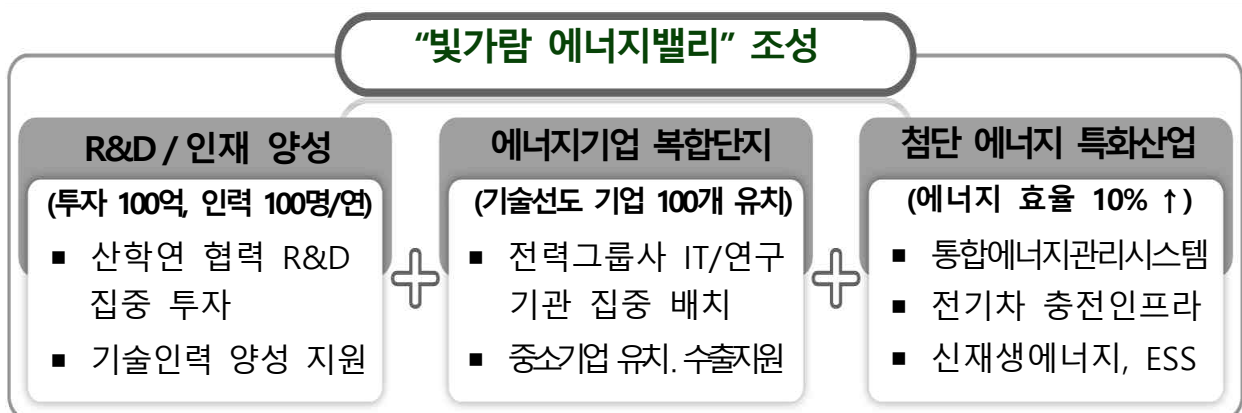 “빛가람 에너지밸리” 조성
R&D / 인재 양성
(투자 100억, 인력 100명/연)
■ 산학연 협력 R&D
집중 투자
■ 기술인력 양성 지원
에너지기업 복합단지
(기술선도 기업 100개 유치)
■ 전력그룹사 IT/연구
기관 집중 배치
■ 중소기업 유치. 수출지원
첨단 에너지 특화산업
(에너지 효율 10% ↑)
■ 통합에너지관리시스템
■ 전기차 충전인프라
■ 신재생에너지, ESS